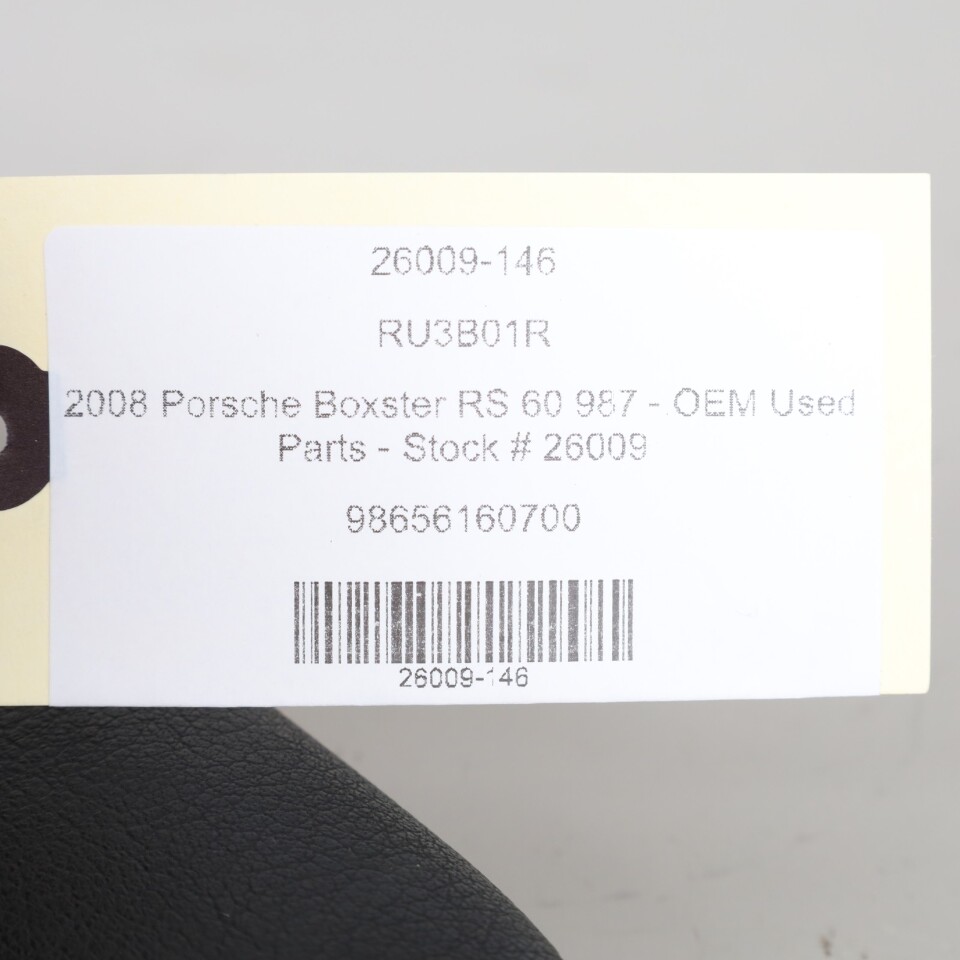 26009-146
RU3B01R
2008 Porsche Boxster RS 60 987 - OEM Used
Parts - Stock # 26009
98656160700
26009-146